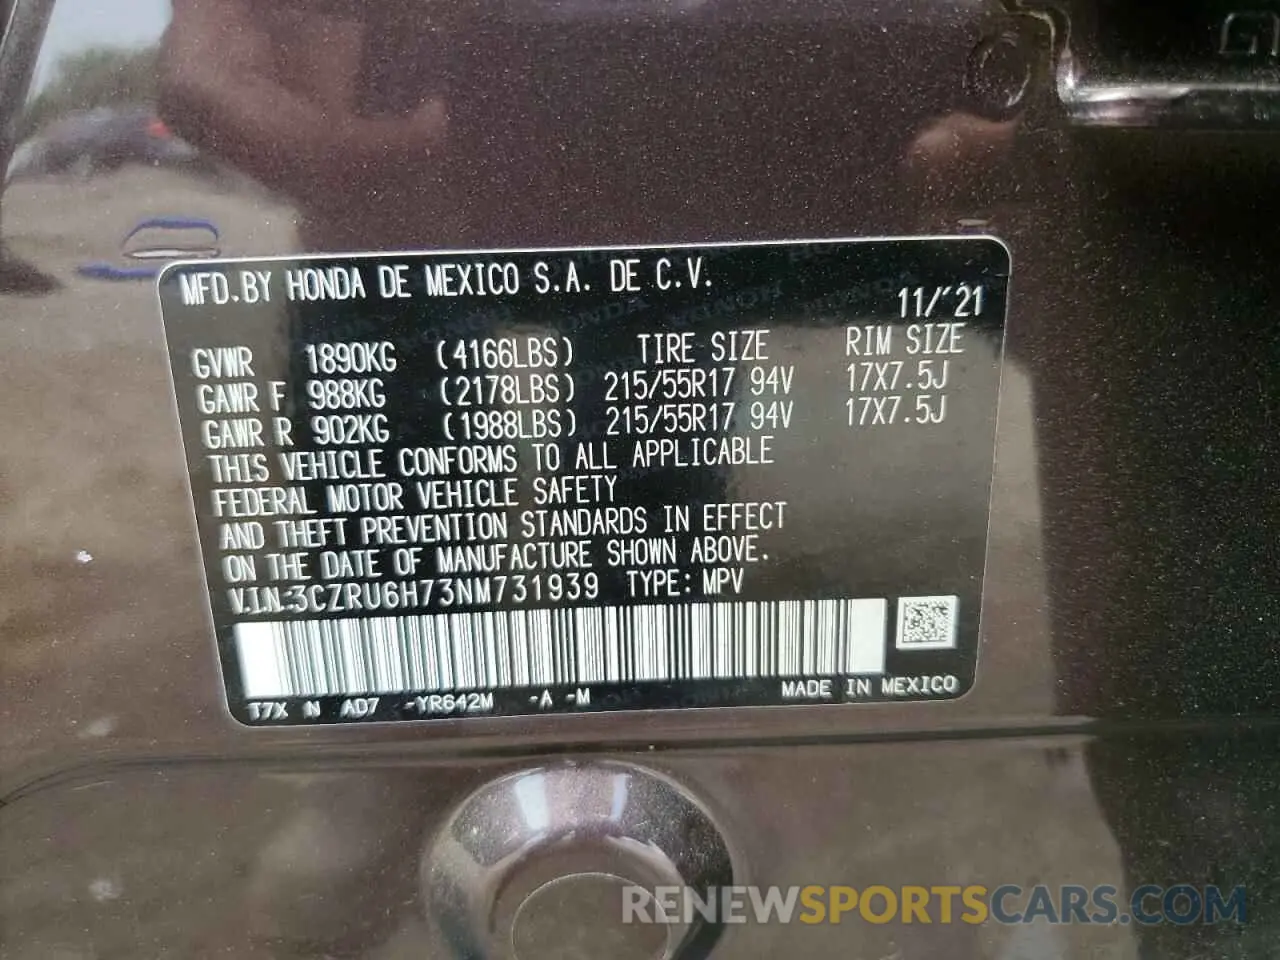 MFD.BY HONDA DE MEXICO S.A. DE C.V.
11/'21
GVWR 1890KG (4166LBS) TIRE SIZE RIM SIZE
GAWR F 988KG (2178LBS) 215/55R17 94V 17X7.5J
GAWR R 902KG (1988LBS) 215/55R17 94V 17X7.5J
THIS VEHICLE CONFORMS TO ALL APPLICABLE
FEDERAL MOTOR VEHICLE SAFETY
AND THEFT PREVENTION STANDARDS IN EFFECT
ON THE DATE OF MANUFACTURE SHOWN ABOVE.
V.I.N:3CZRU6H73NM731939 TYPE: MPV
T7X N AD7 -YR642M -A -M MADE IN MEXICO
RENEWSPORTSCARS.COM